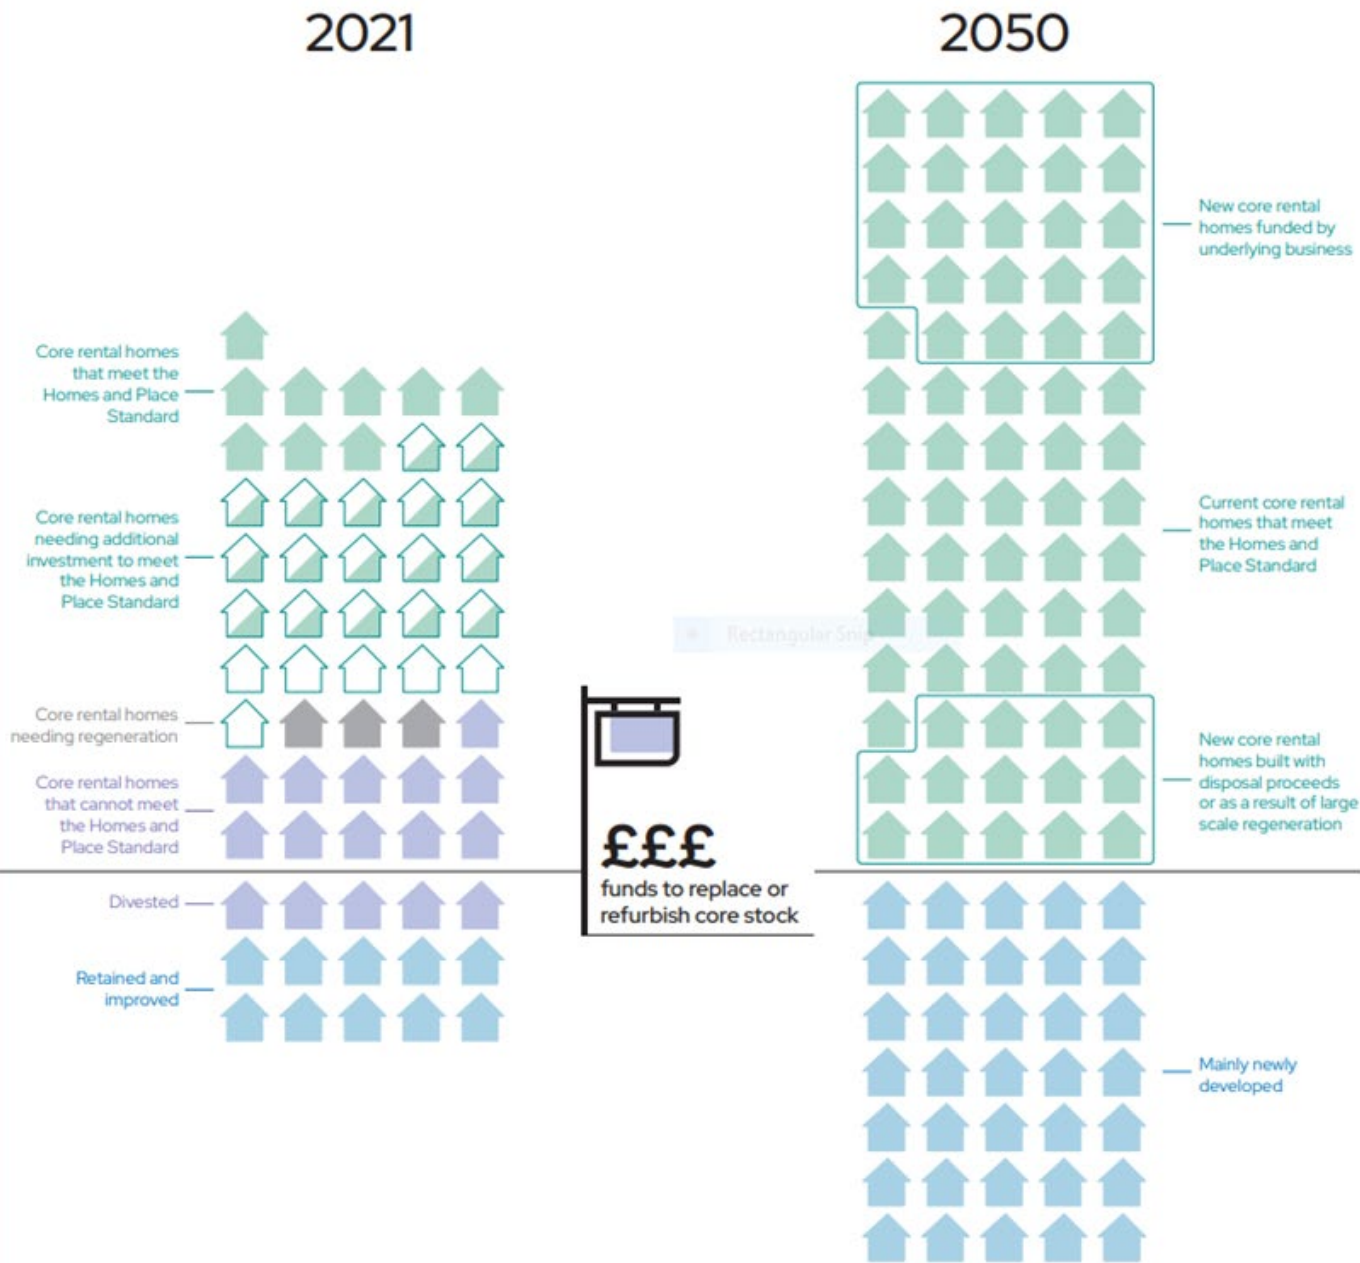 2021
2050
New core rental
homes funded by
underlying business
Core rental homes
that meet the
Homes and Place
Standard
Core rental homes
needing additional
investment to meet
the Homes and
Place Standard
Current core rental
homes that meet
the Homes and
Place Standard
Rectangular Snip
Core rental homes
needing regeneration
Core rental homes
that cannot meet
the Homes and
Place Standard
New core rental
homes built with
disposal proceeds
or as a result of large
scale regeneration
£££
funds to replace or
refurbish core stock
Divested
Retained and
improved
Mainly newly
developed